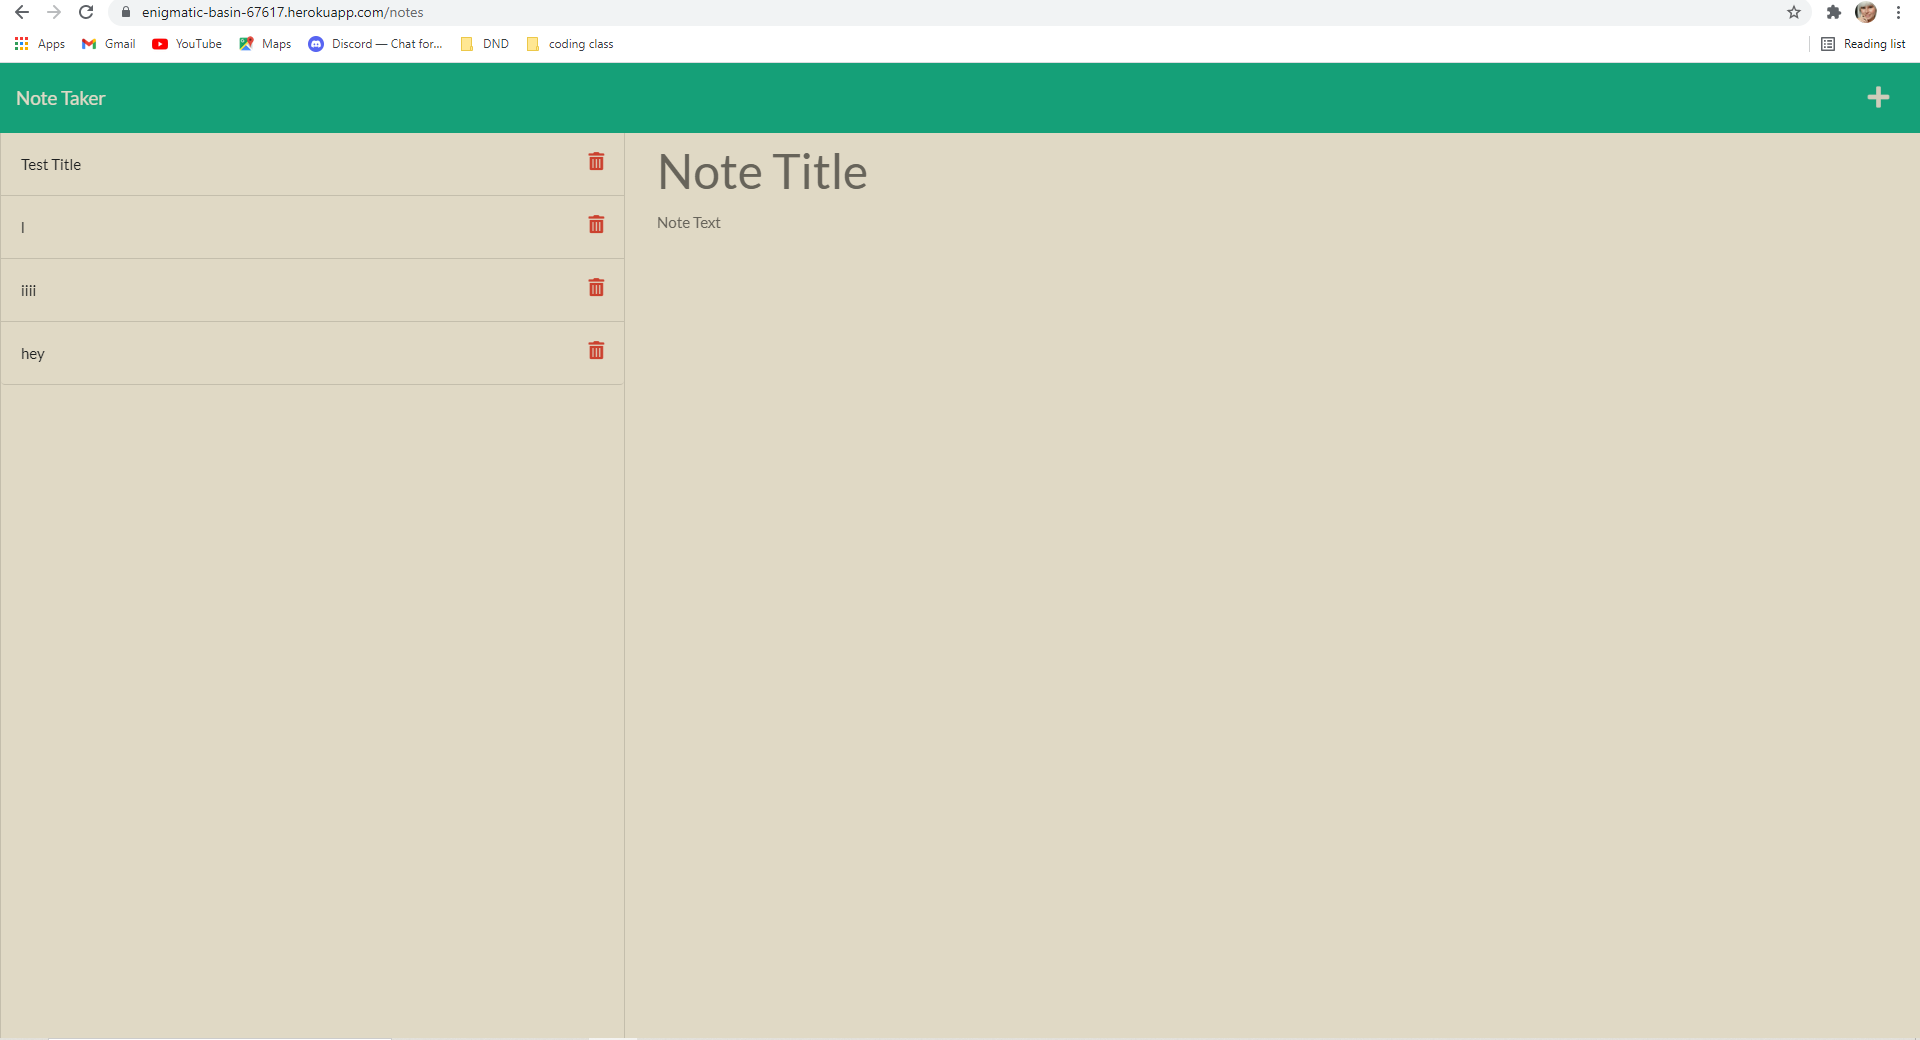 enigmatic-basin-67617.herokuapp.com/notes
Apps Gmail YouTube Maps Discord — Chat for... DND coding class Reading list
Note Taker
Test Title
I
iiii
hey
Note Title
Note Text